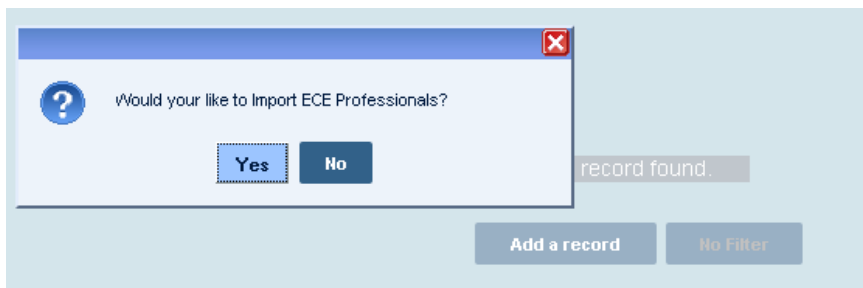 Would your like to Import ECE Professionals?
Yes
No
record found.
Add a record
No Filter